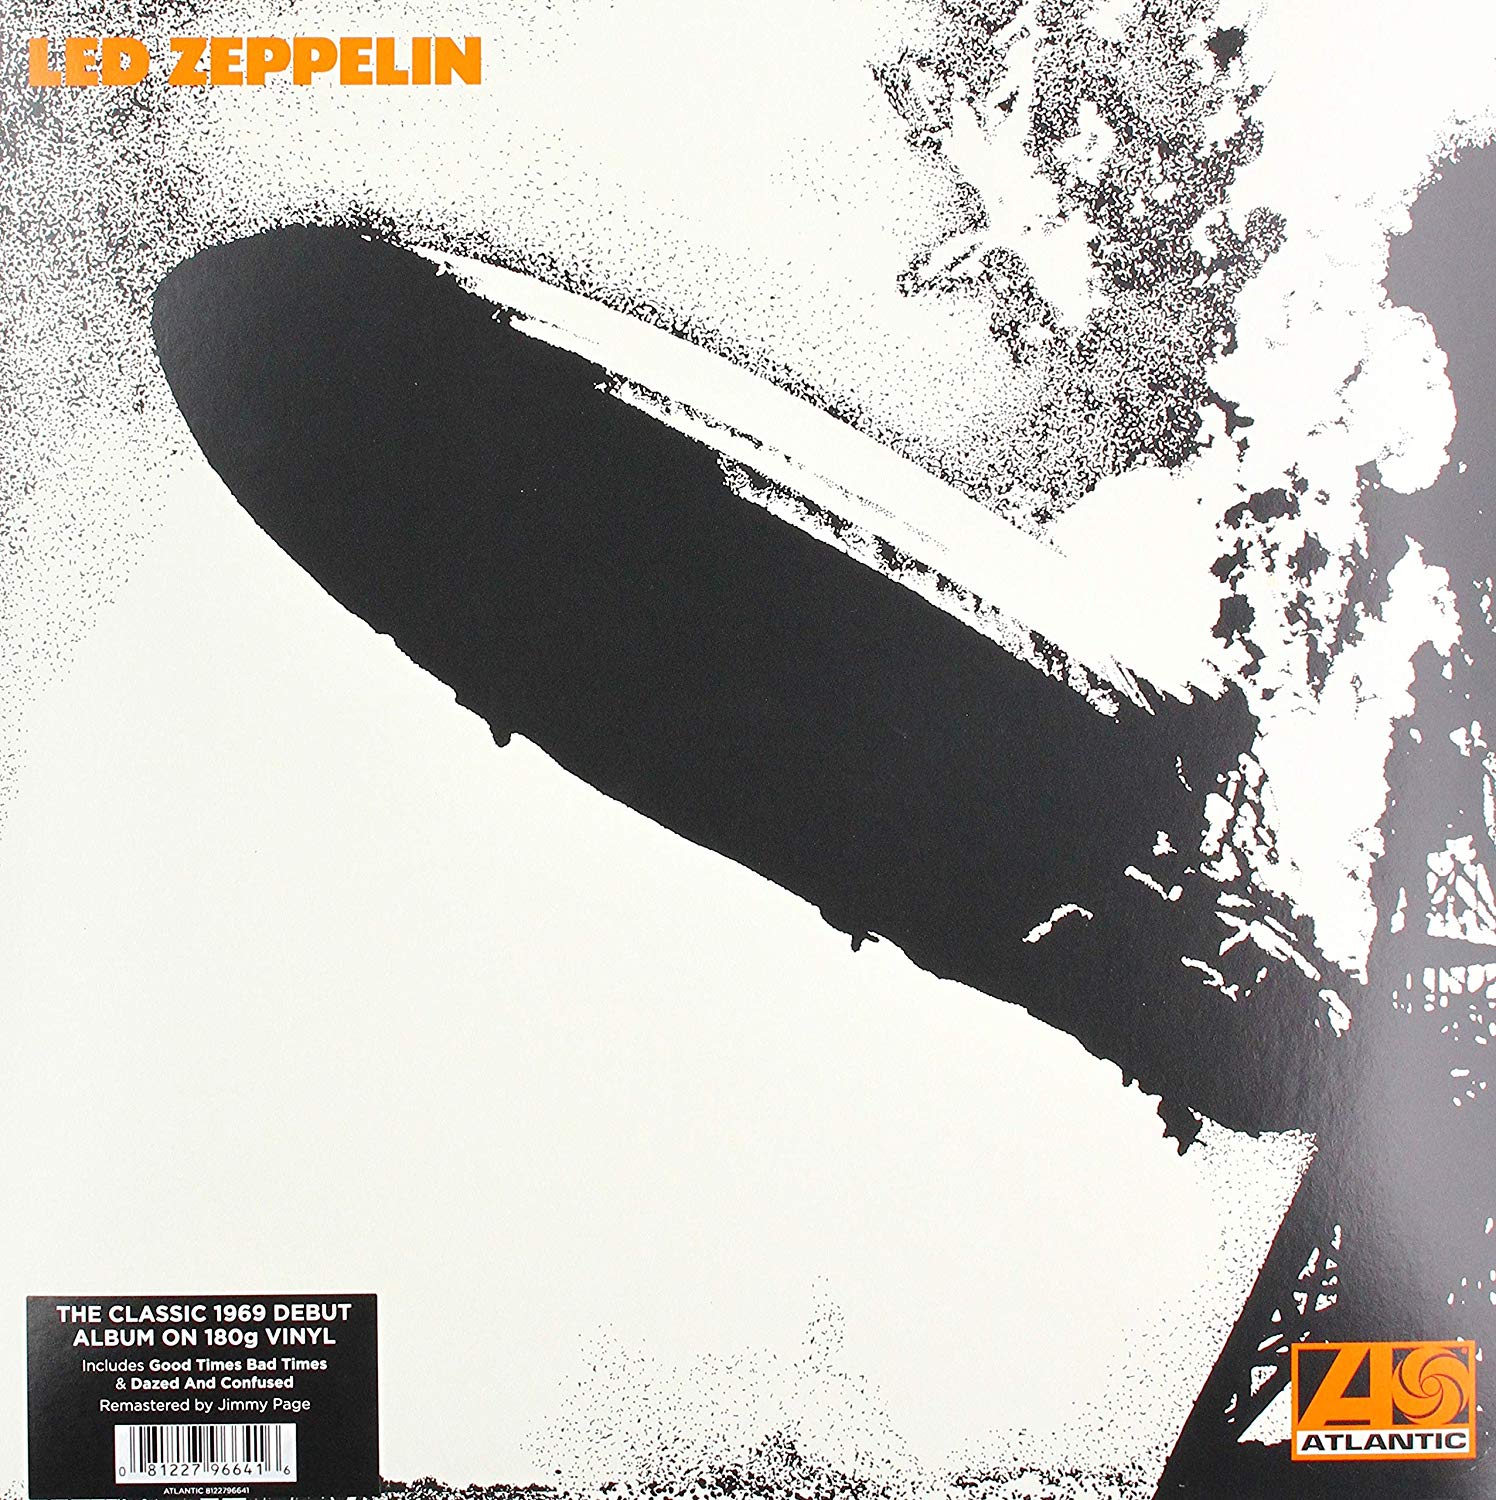 LED ZEPPELIN
THE CLASSIC 1969 DEBUT
ALBUM ON 180g VINYL
Includes Good Times Bad Times
& Dazed And Confused
Remastered by Jimmy Page
0 81227 96641 6
ATLANTIC 8122796641
ATLANTIC